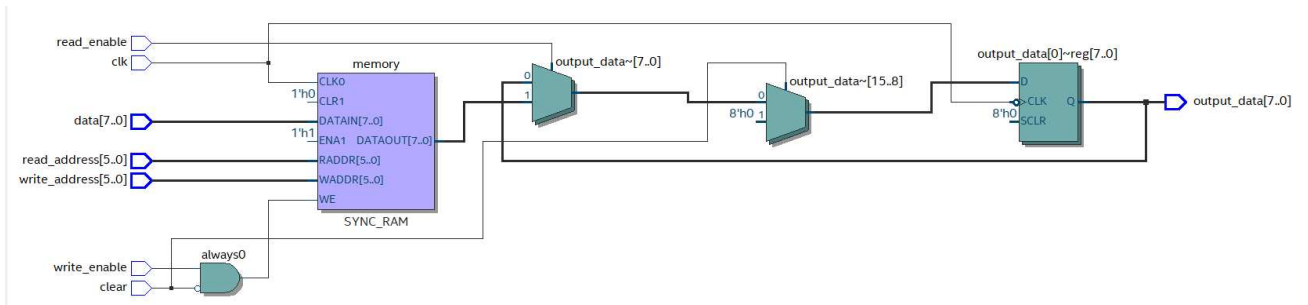 read_enable
clk
data[7..0]
read_address[5..0]
write_address[5..0]
write_enable
clear
memory
CLK0
1'h0
CLR1
DATAIN[7..0]
1'h1
ENA1 DATAOUT[7..0]
RADDR[5..0]
WADDR[5..0]
WE
SYNC_RAM
always0
output_data~[7..0]
0
1
output_data~[15..8]
0
8'h0
1
output_data[0]~reg[7..0]
D
>CLK Q
8'h0
SCLR
output_data[7..0]